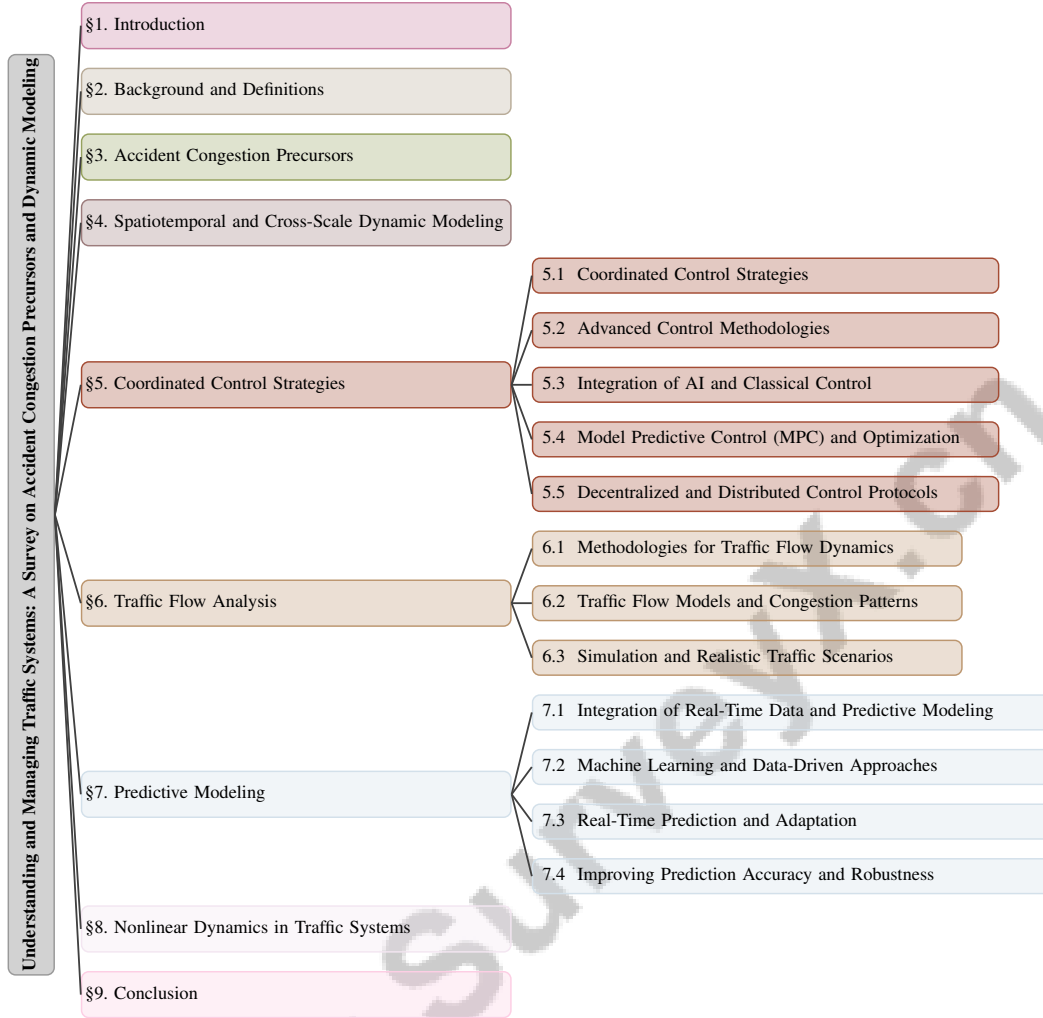 Understanding and Managing Traffic Systems: A Survey on Accident Congestion Precursors and Dynamic Modeling
§1. Introduction
§2. Background and Definitions
§3. Accident Congestion Precursors
§4. Spatiotemporal and Cross-Scale Dynamic Modeling
§5. Coordinated Control Strategies
5.1 Coordinated Control Strategies
5.2 Advanced Control Methodologies
5.3 Integration of AI and Classical Control
5.4 Model Predictive Control (MPC) and Optimization
5.5 Decentralized and Distributed Control Protocols
§6. Traffic Flow Analysis
6.1 Methodologies for Traffic Flow Dynamics
6.2 Traffic Flow Models and Congestion Patterns
6.3 Simulation and Realistic Traffic Scenarios
§7. Predictive Modeling
7.1 Integration of Real-Time Data and Predictive Modeling
7.2 Machine Learning and Data-Driven Approaches
7.3 Real-Time Prediction and Adaptation
7.4 Improving Prediction Accuracy and Robustness
§8. Nonlinear Dynamics in Traffic Systems
§9. Conclusion
SurveyX.cn